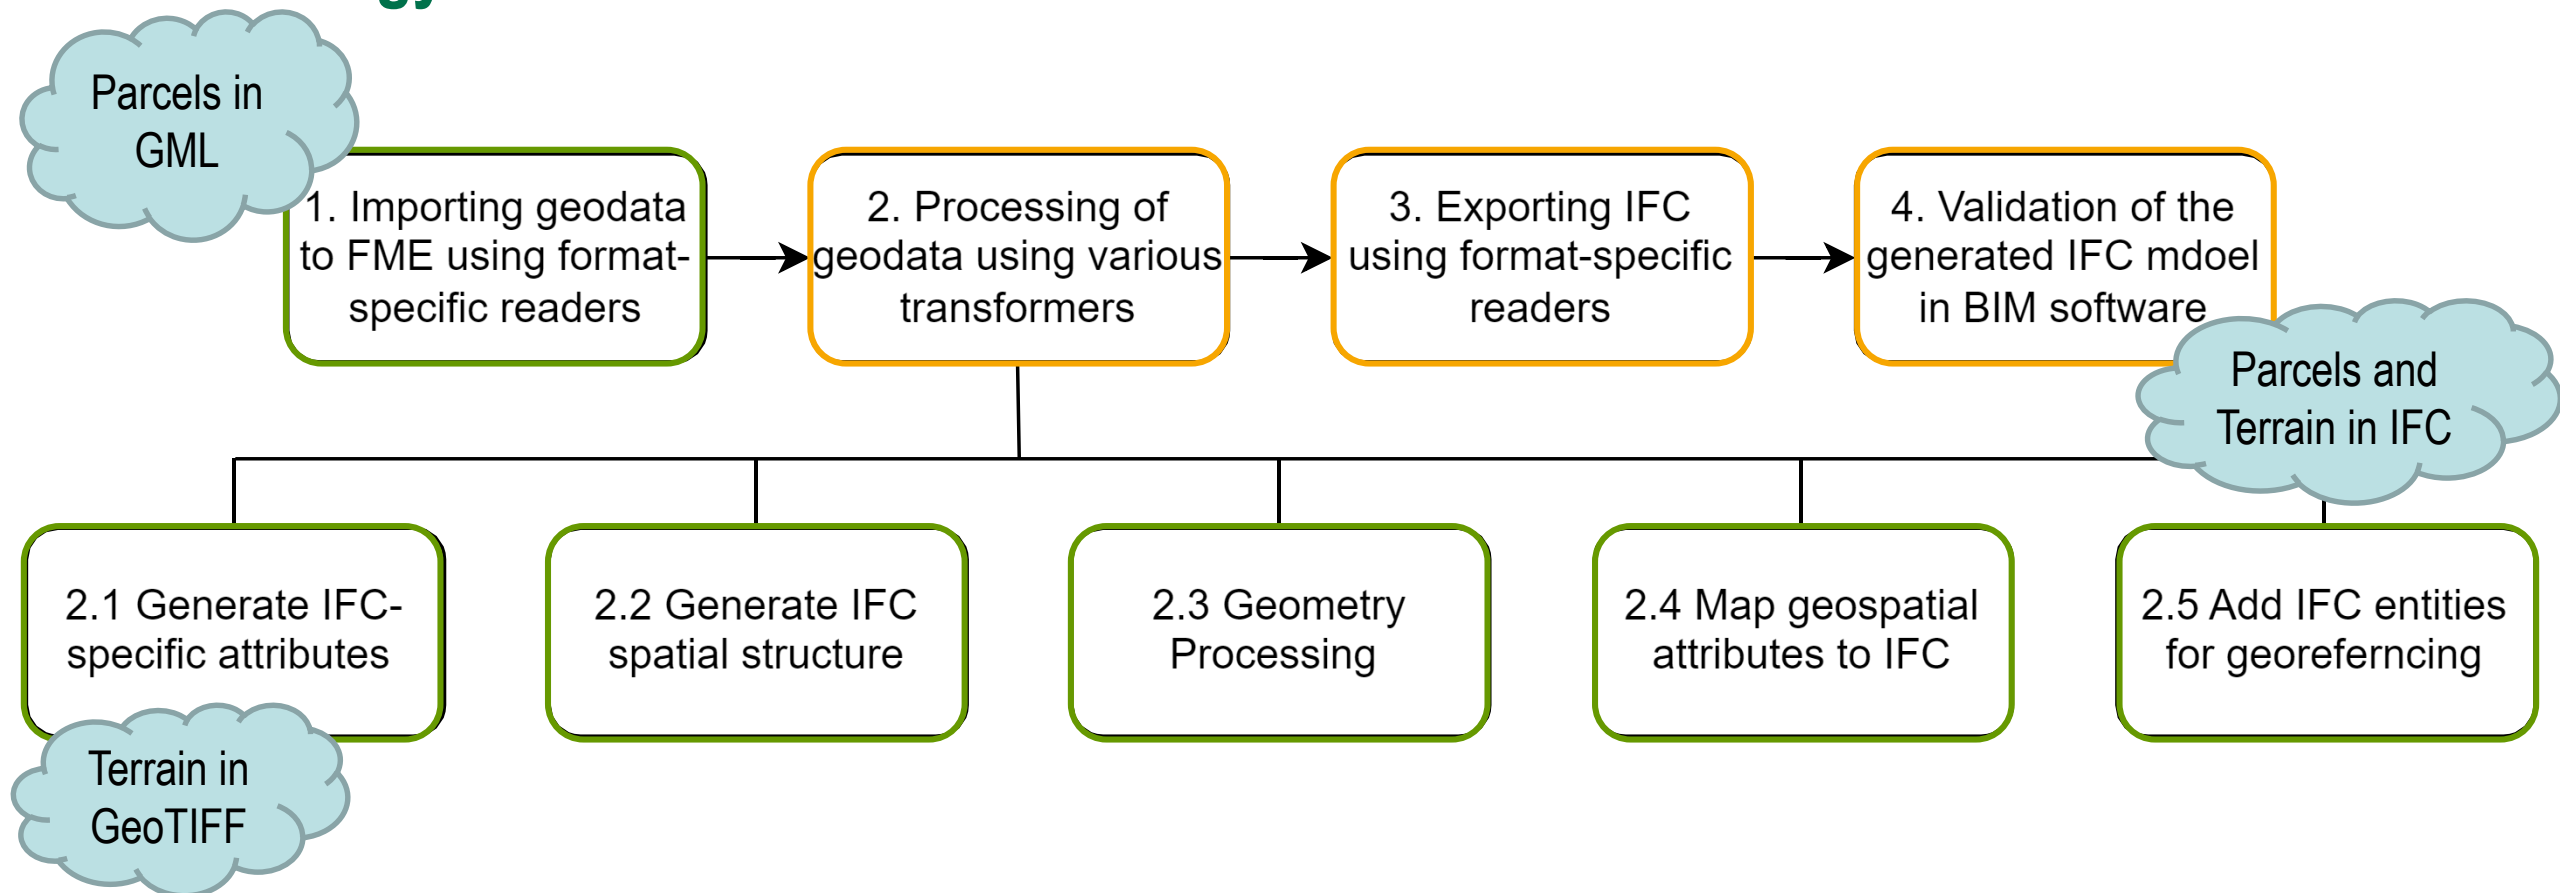 Parcels in
GML
1. Importing geodata
to FME using format-
specific readers
2. Processing of
geodata using various
transformers
3. Exporting IFC
using format-specific
readers
4. Validation of the
generated IFC mdoel
in BIM software
Parcels and
Terrain in IFC
2.1 Generate IFC-
specific attributes
2.2 Generate IFC
spatial structure
2.3 Geometry
Processing
2.4 Map geospatial
attributes to IFC
2.5 Add IFC entities
for georeferncing
Terrain in
GeoTIFF